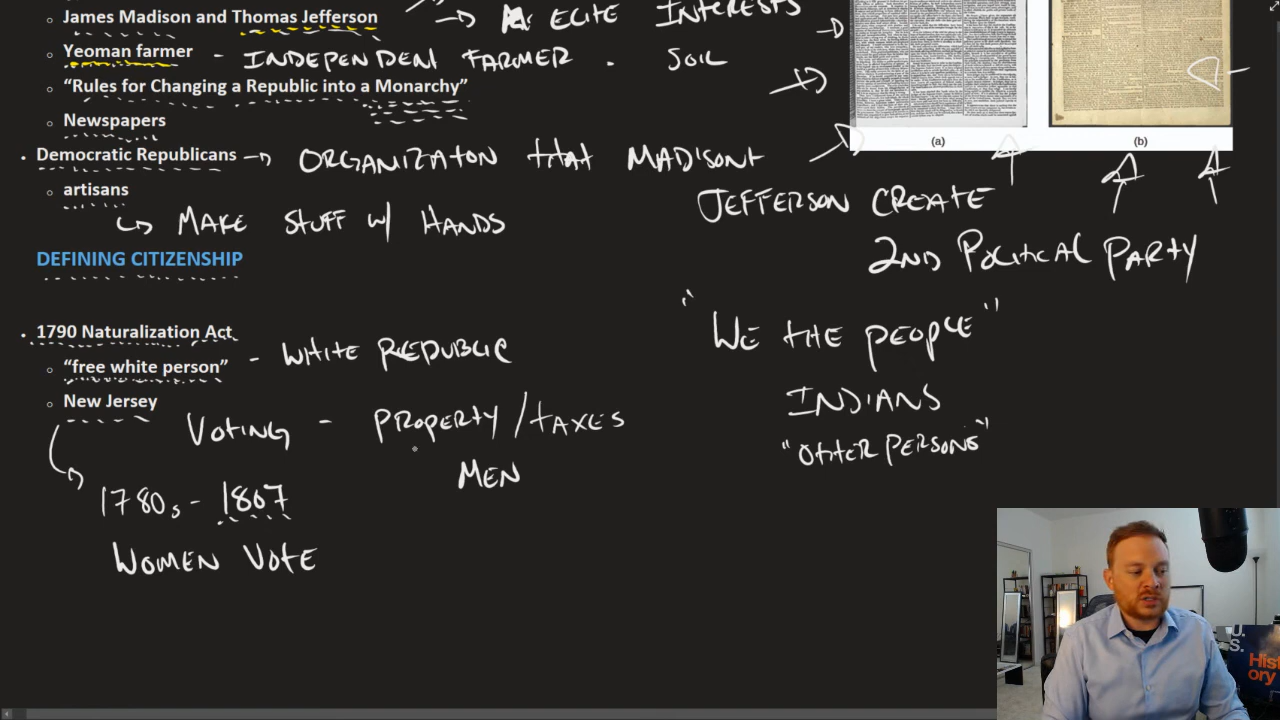 James Madison and Thomas Jefferson → ELITE INTERESTS
Yeoman farmer - INDEPENDENT FARMER . SOIL
"Rules for Changing a Republic into a Monarchy"
Newspapers
(a) (b)
Democratic Republicans → ORGANIZATON THAT MADISON+
JEFFERSON CREATE
2ND POLITICAL PARTY
artisans
MAKE STUFF W/ HANDS
DEFINING CITIZENSHIP
"WE THE PEOPLE"
INDIANS
"OTHER PERSONS"
1790 Naturalization Act
"free white person" - WHITE REPUBLIC
New Jersey
VOTING - PROPERTY/TAXES
MEN
1780s - 1807
WOMEN VOTE
U.S.
History